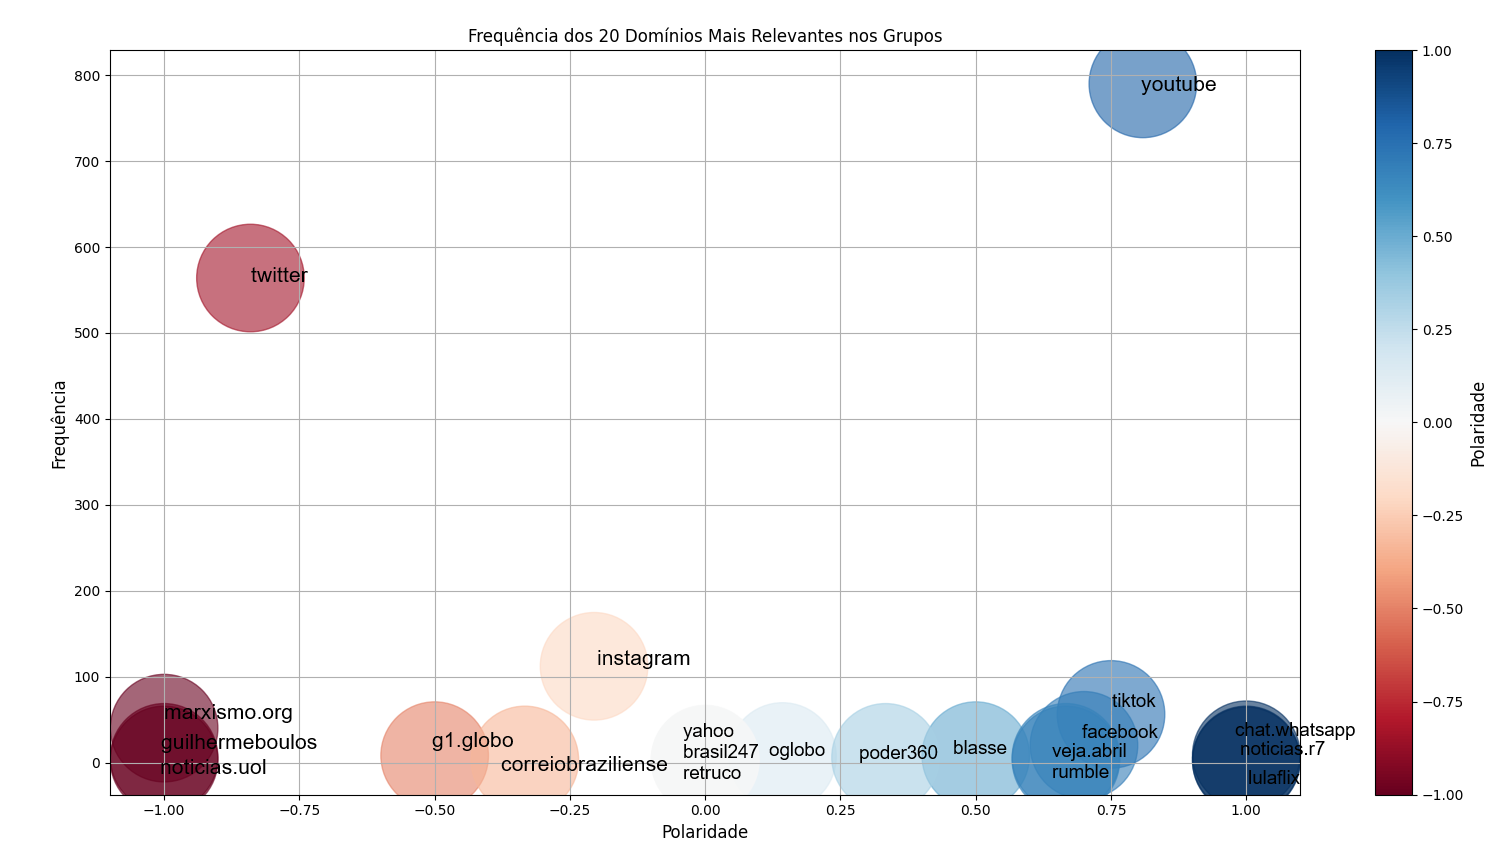 Frequência dos 20 Domínios Mais Relevantes nos Grupos
Frequência
800
700
600
500
400
300
200
100
0
youtube
twitter
instagram
marxismo.org
guilhermeboulos
noticias.uol
g1.globo
correiobraziliense
yahoo
brasil247
retruco
oglobo
poder360
blasse
tiktok
facebook
veja.abril
rumble
chat.whatsapp
noticias.r7
lulaflix
−1.00
−0.75
−0.50
−0.25
0.00
0.25
0.50
0.75
1.00
Polaridade
1.00
0.75
0.50
0.25
0.00
−0.25
−0.50
−0.75
−1.00
Polaridade